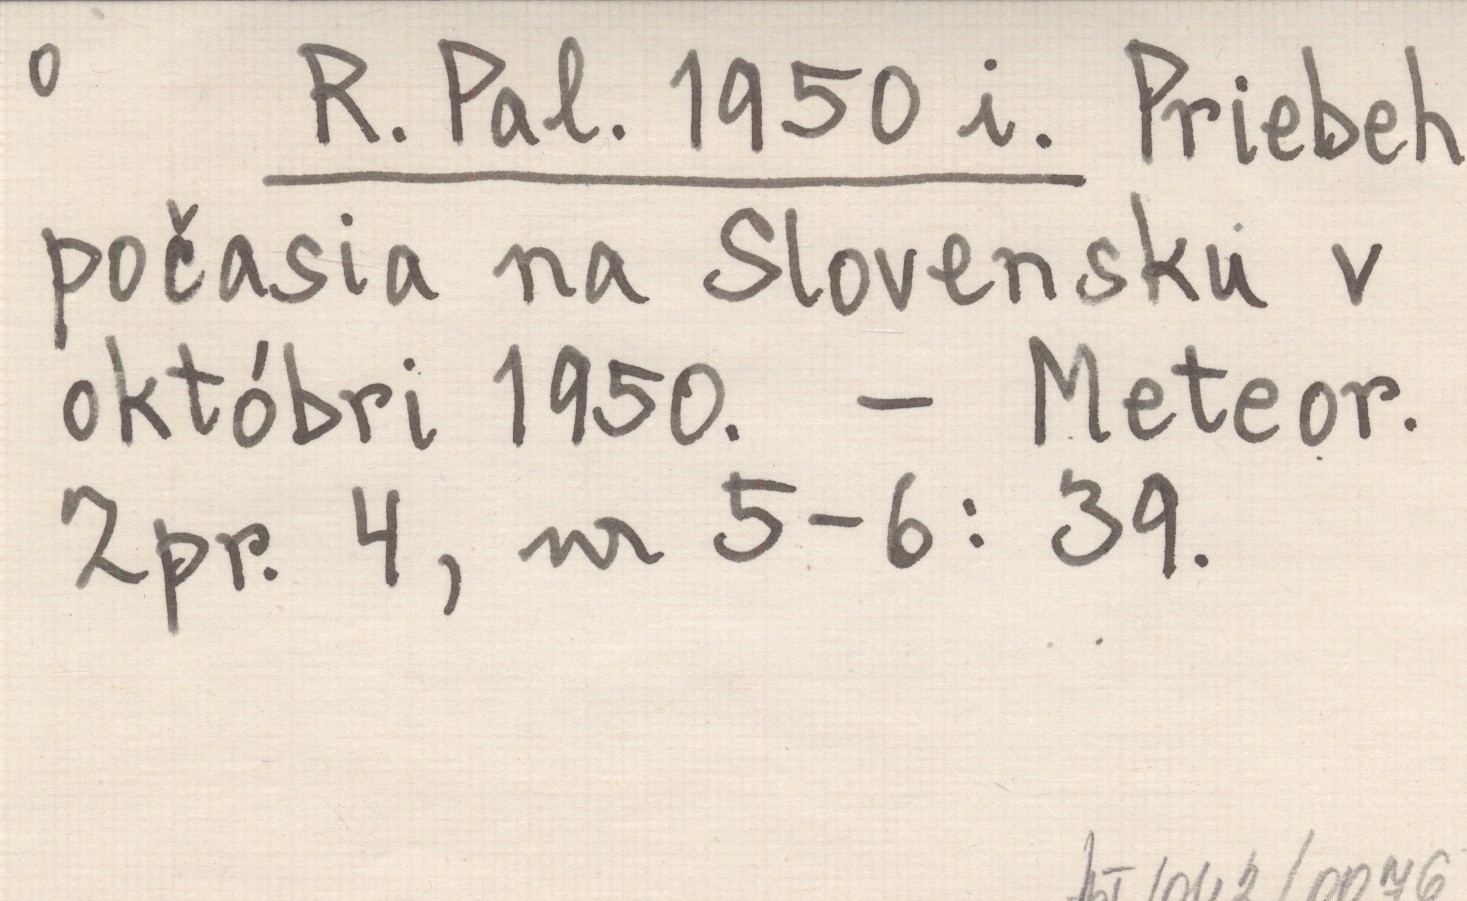 o R. Pal. 1950 i. Priebeh
počasia na Slovensku v
októbri 1950. – Meteor.
Zpr. 4, nr 5-6: 39.